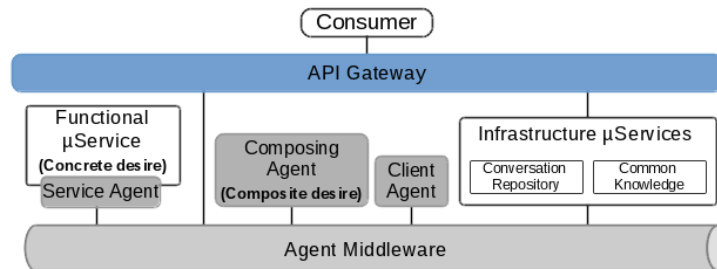 Consumer
API Gateway
Functional
µService
(Concrete desire)
Service Agent
Composing
Agent
(Composite desire)
Client
Agent
Infrastructure µServices
Conversation
Repository
Common
Knowledge
Agent Middleware